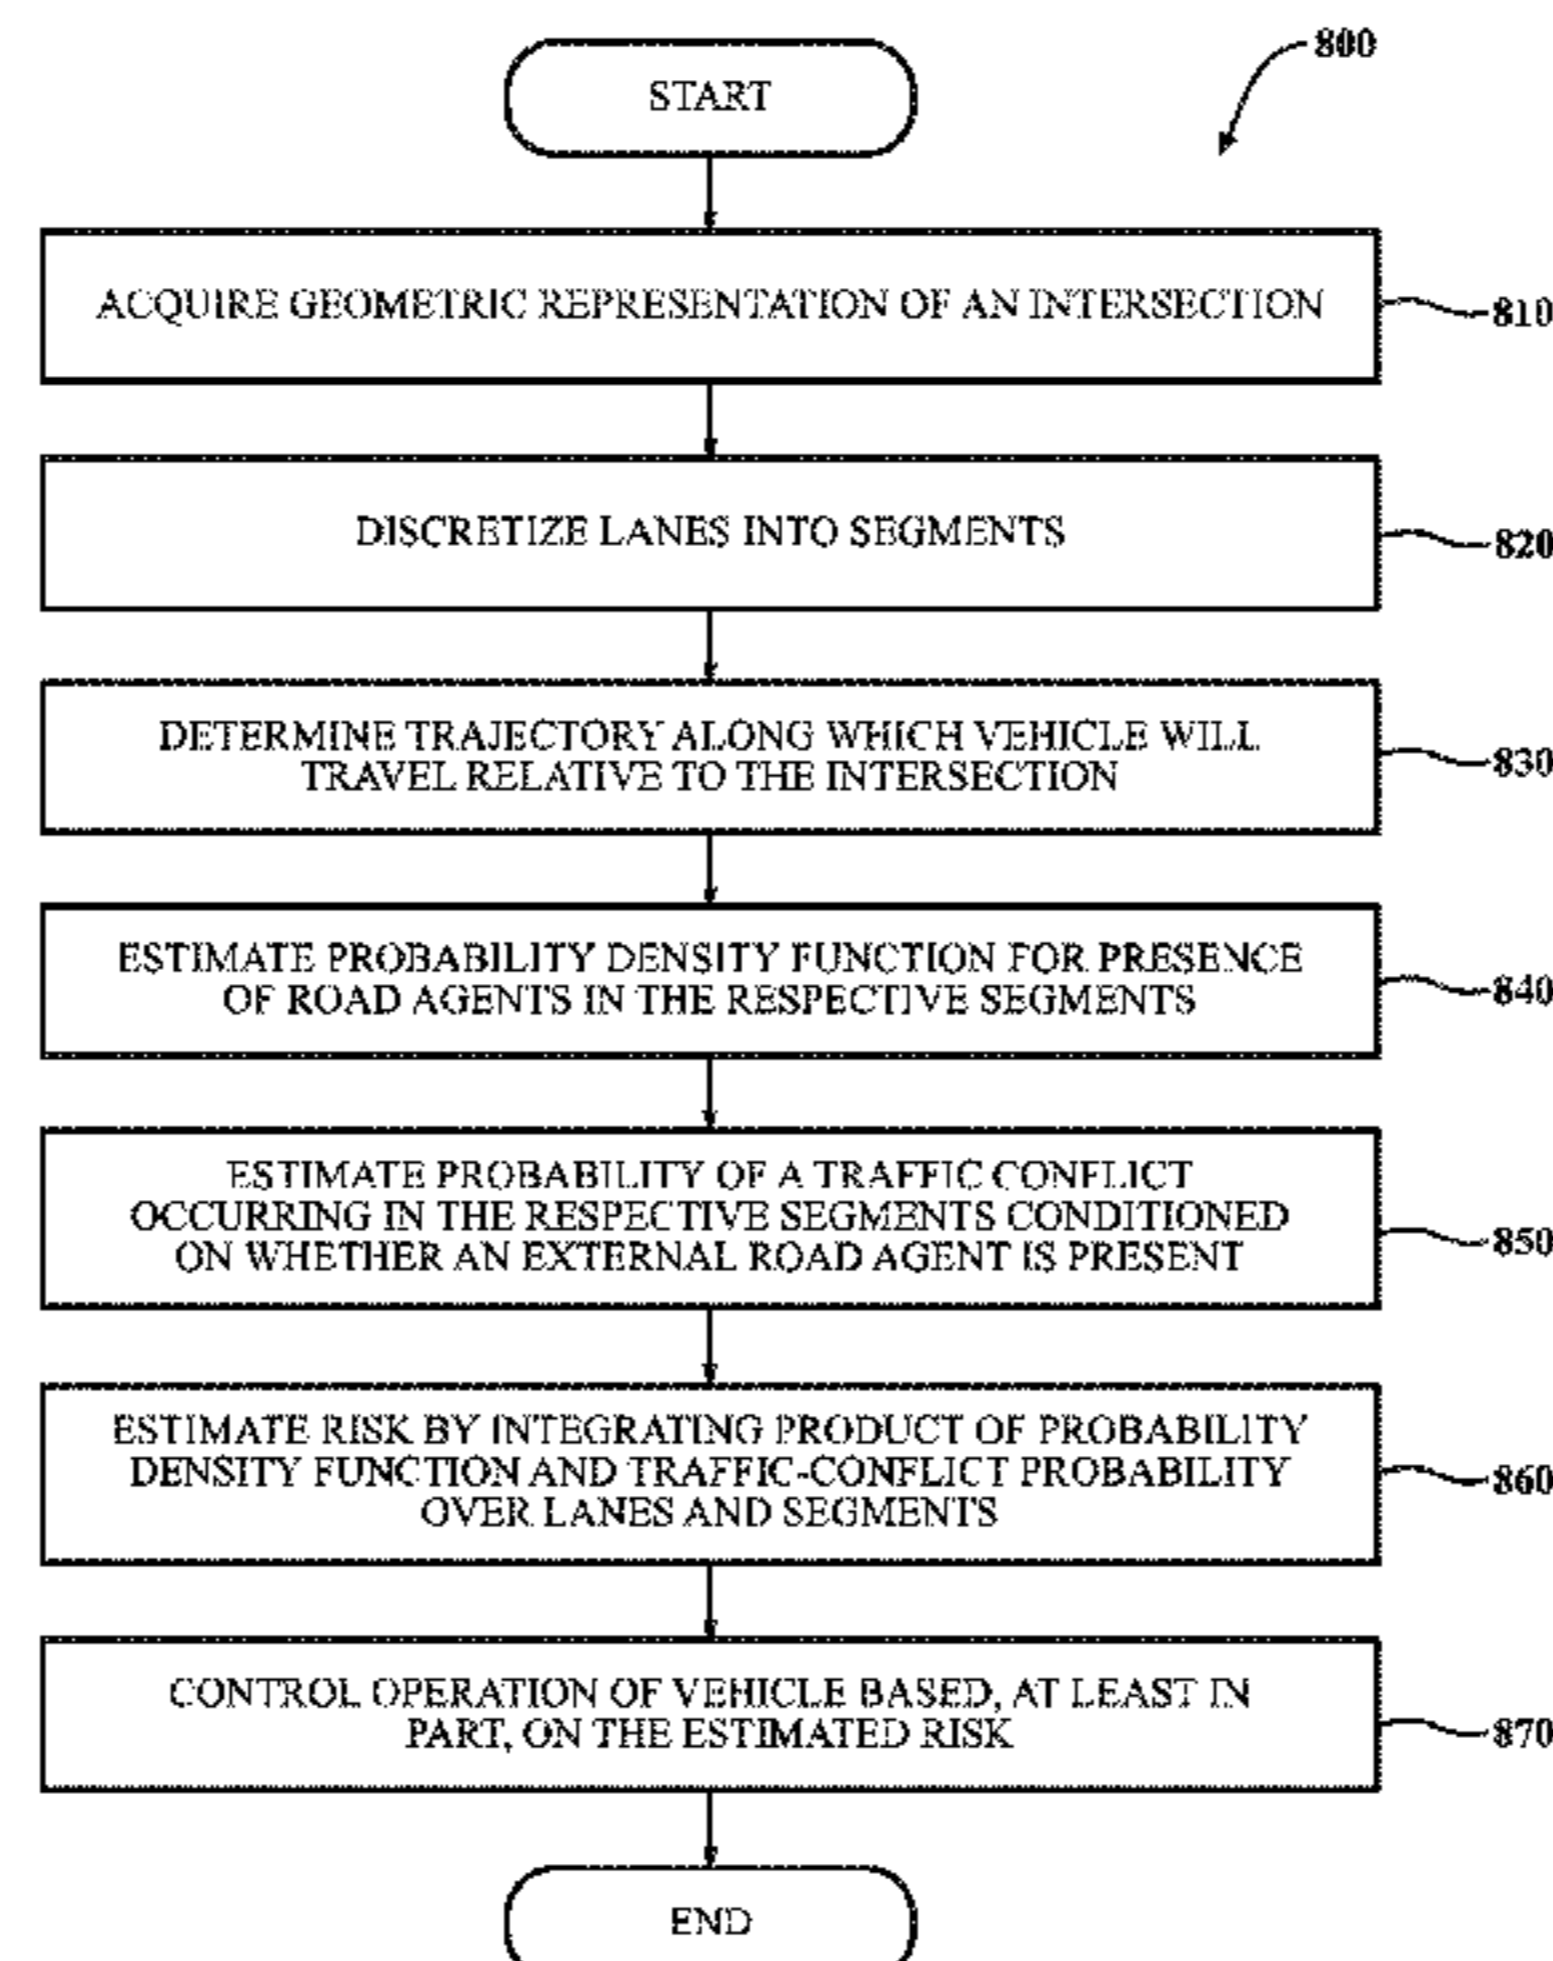 800
START
ACQUIRE GEOMETRIC REPRESENTATION OF AN INTERSECTION
810
DISCRETIZE LANES INTO SEGMENTS
820
DETERMINE TRAJECTORY ALONG WHICH VEHICLE WILL
TRAVEL RELATIVE TO THE INTERSECTION
830
ESTIMATE PROBABILITY DENSITY FUNCTION FOR PRESENCE
OF ROAD AGENTS IN THE RESPECTIVE SEGMENTS
840
ESTIMATE PROBABILITY OF A TRAFFIC CONFLICT
OCCURRING IN THE RESPECTIVE SEGMENTS CONDITIONED
ON WHETHER AN EXTERNAL ROAD AGENT IS PRESENT
850
ESTIMATE RISK BY INTEGRATING PRODUCT OF PROBABILITY
DENSITY FUNCTION AND TRAFFIC-CONFLICT PROBABILITY
OVER LANES AND SEGMENTS
860
CONTROL OPERATION OF VEHICLE BASED, AT LEAST IN
PART, ON THE ESTIMATED RISK
870
END